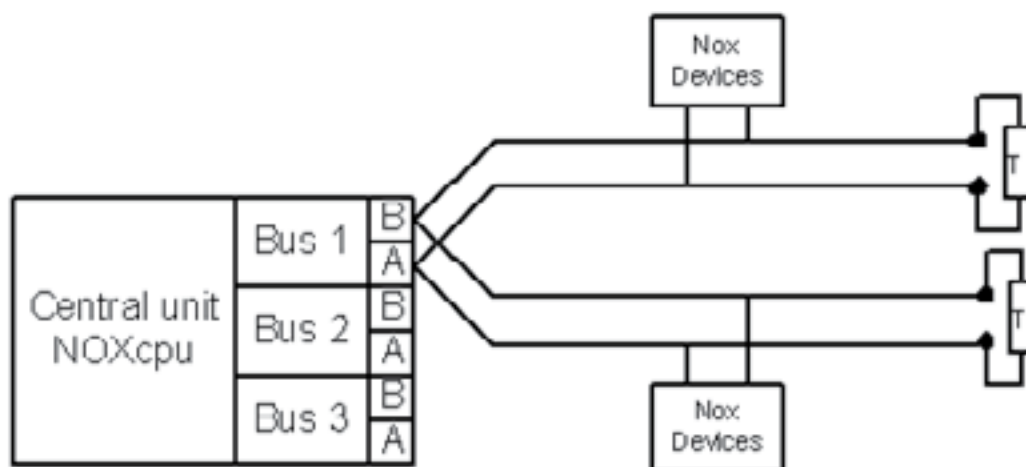 Nox
Devices
T
Central unit
NOXcpu
Bus 1
B
A
Bus 2
B
A
Bus 3
B
A
T
Nox
Devices